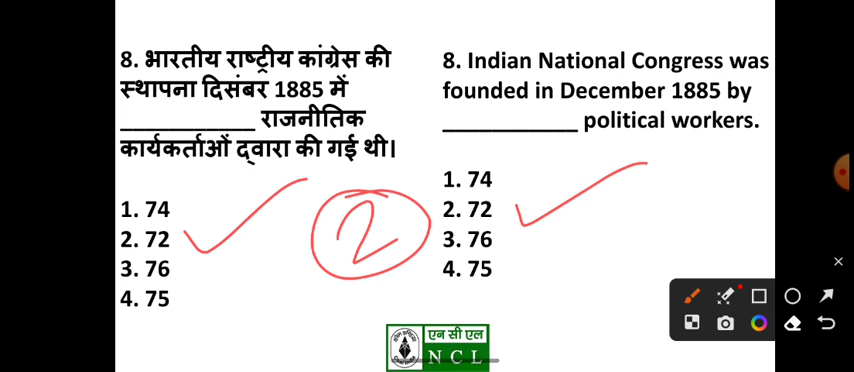 8. भारतीय राष्ट्रीय कांग्रेस की
स्थापना दिसंबर 1885 में
___________ राजनीतिक
कार्यकर्ताओं द्वारा की गई थी।
1. 74
2. 72
3. 76
4. 75
2
8. Indian National Congress was
founded in December 1885 by
___________ political workers.
1. 74
2. 72
3. 76
4. 75
एन सी एल
N C L